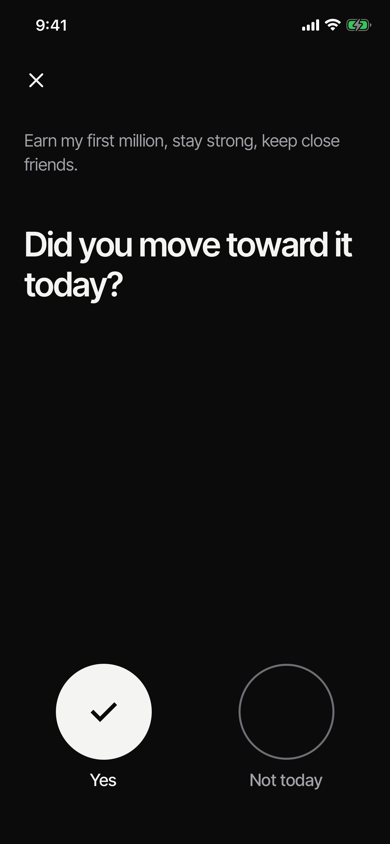 9:41
Earn my first million, stay strong, keep close
friends.
Did you move toward it
today?
Yes
Not today